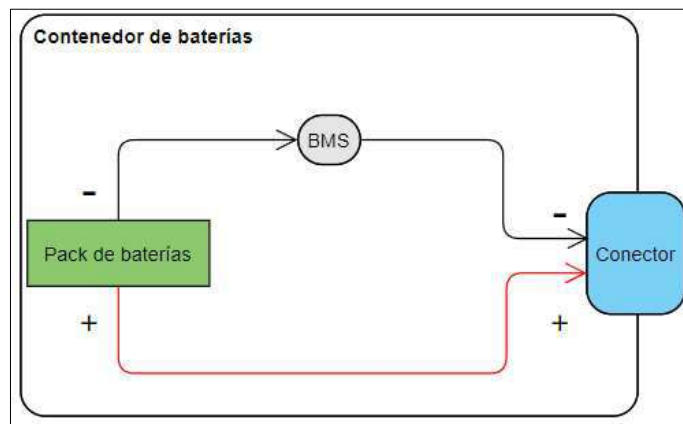 Contenedor de baterías
BMS
-
-
Pack de baterías
Conector
+
+